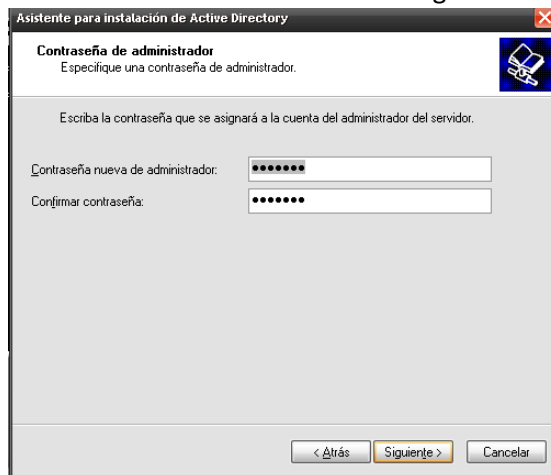 Asistente para instalación de Active Directory
Contraseña de administrador
Especifique una contraseña de administrador.
Escriba la contraseña que se asignará a la cuenta del administrador del servidor.
Contraseña nueva de administrador: •••••••
Confirmar contraseña: •••••••
< Atrás Siguiente > Cancelar